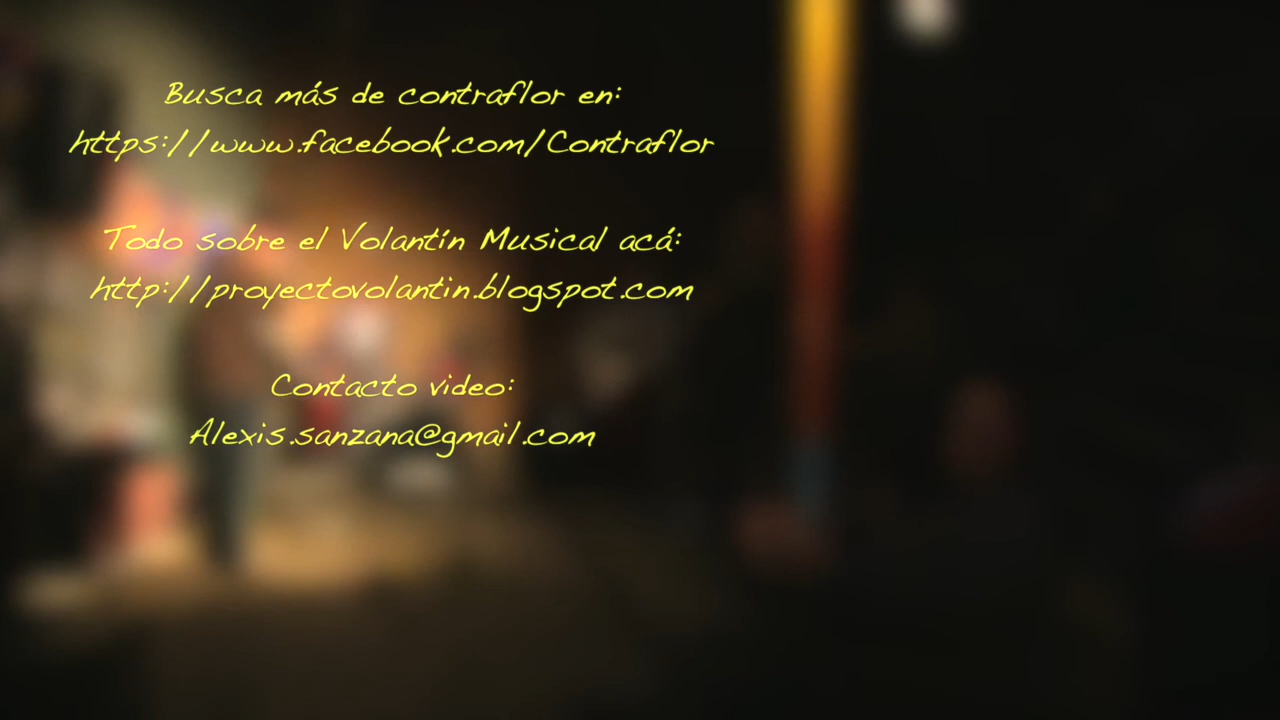 Busca más de contraflor en:
https://www.facebook.com/Contraflor
Todo sobre el Volantín Musical acá:
http://proyectovolantin.blogspot.com
Contacto video:
Alexis.sanzana@gmail.com